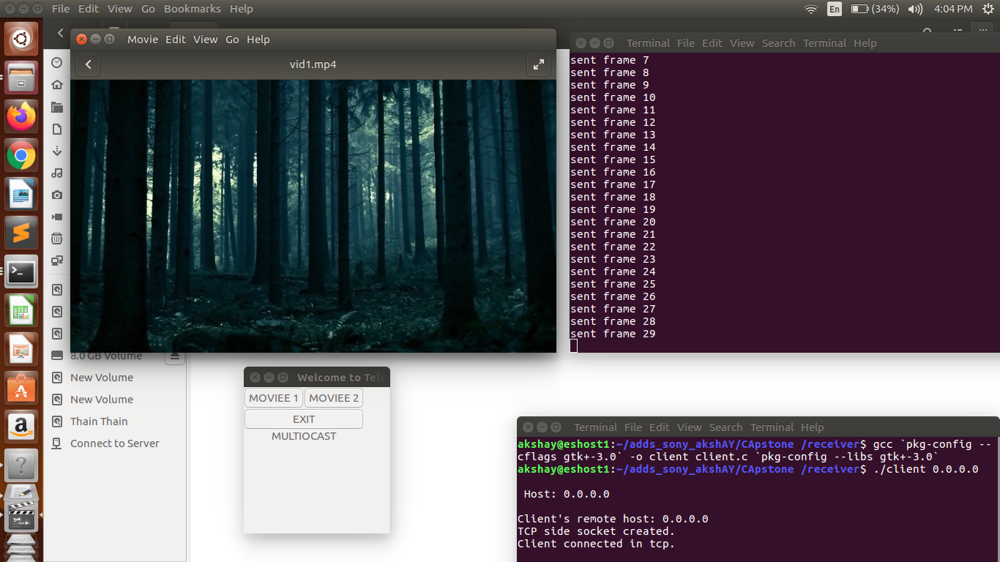 File Edit View Go Bookmarks Help
En (34%) 4:04 PM
Movie Edit View Go Help
vid1.mp4
8.0 GB Volume
New Volume
New Volume
Thain Thain
Connect to Server
Welcome to Tele
MOVIEE 1 MOVIEE 2
EXIT
MULTIOCAST
Terminal File Edit View Search Terminal Help
sent frame 7
sent frame 8
sent frame 9
sent frame 10
sent frame 11
sent frame 12
sent frame 13
sent frame 14
sent frame 15
sent frame 16
sent frame 17
sent frame 18
sent frame 19
sent frame 20
sent frame 21
sent frame 22
sent frame 23
sent frame 24
sent frame 25
sent frame 26
sent frame 27
sent frame 28
sent frame 29
Terminal File Edit View Search Terminal Help
akshay@eshost1:~/adds_sony_akshAY/CApstone /receiver$ gcc `pkg-config --
cflags gtk+-3.0` -o client client.c `pkg-config --libs gtk+-3.0`
akshay@eshost1:~/adds_sony_akshAY/CApstone /receiver$ ./client 0.0.0.0
Host: 0.0.0.0
Client's remote host: 0.0.0.0
TCP side socket created.
Client connected in tcp.